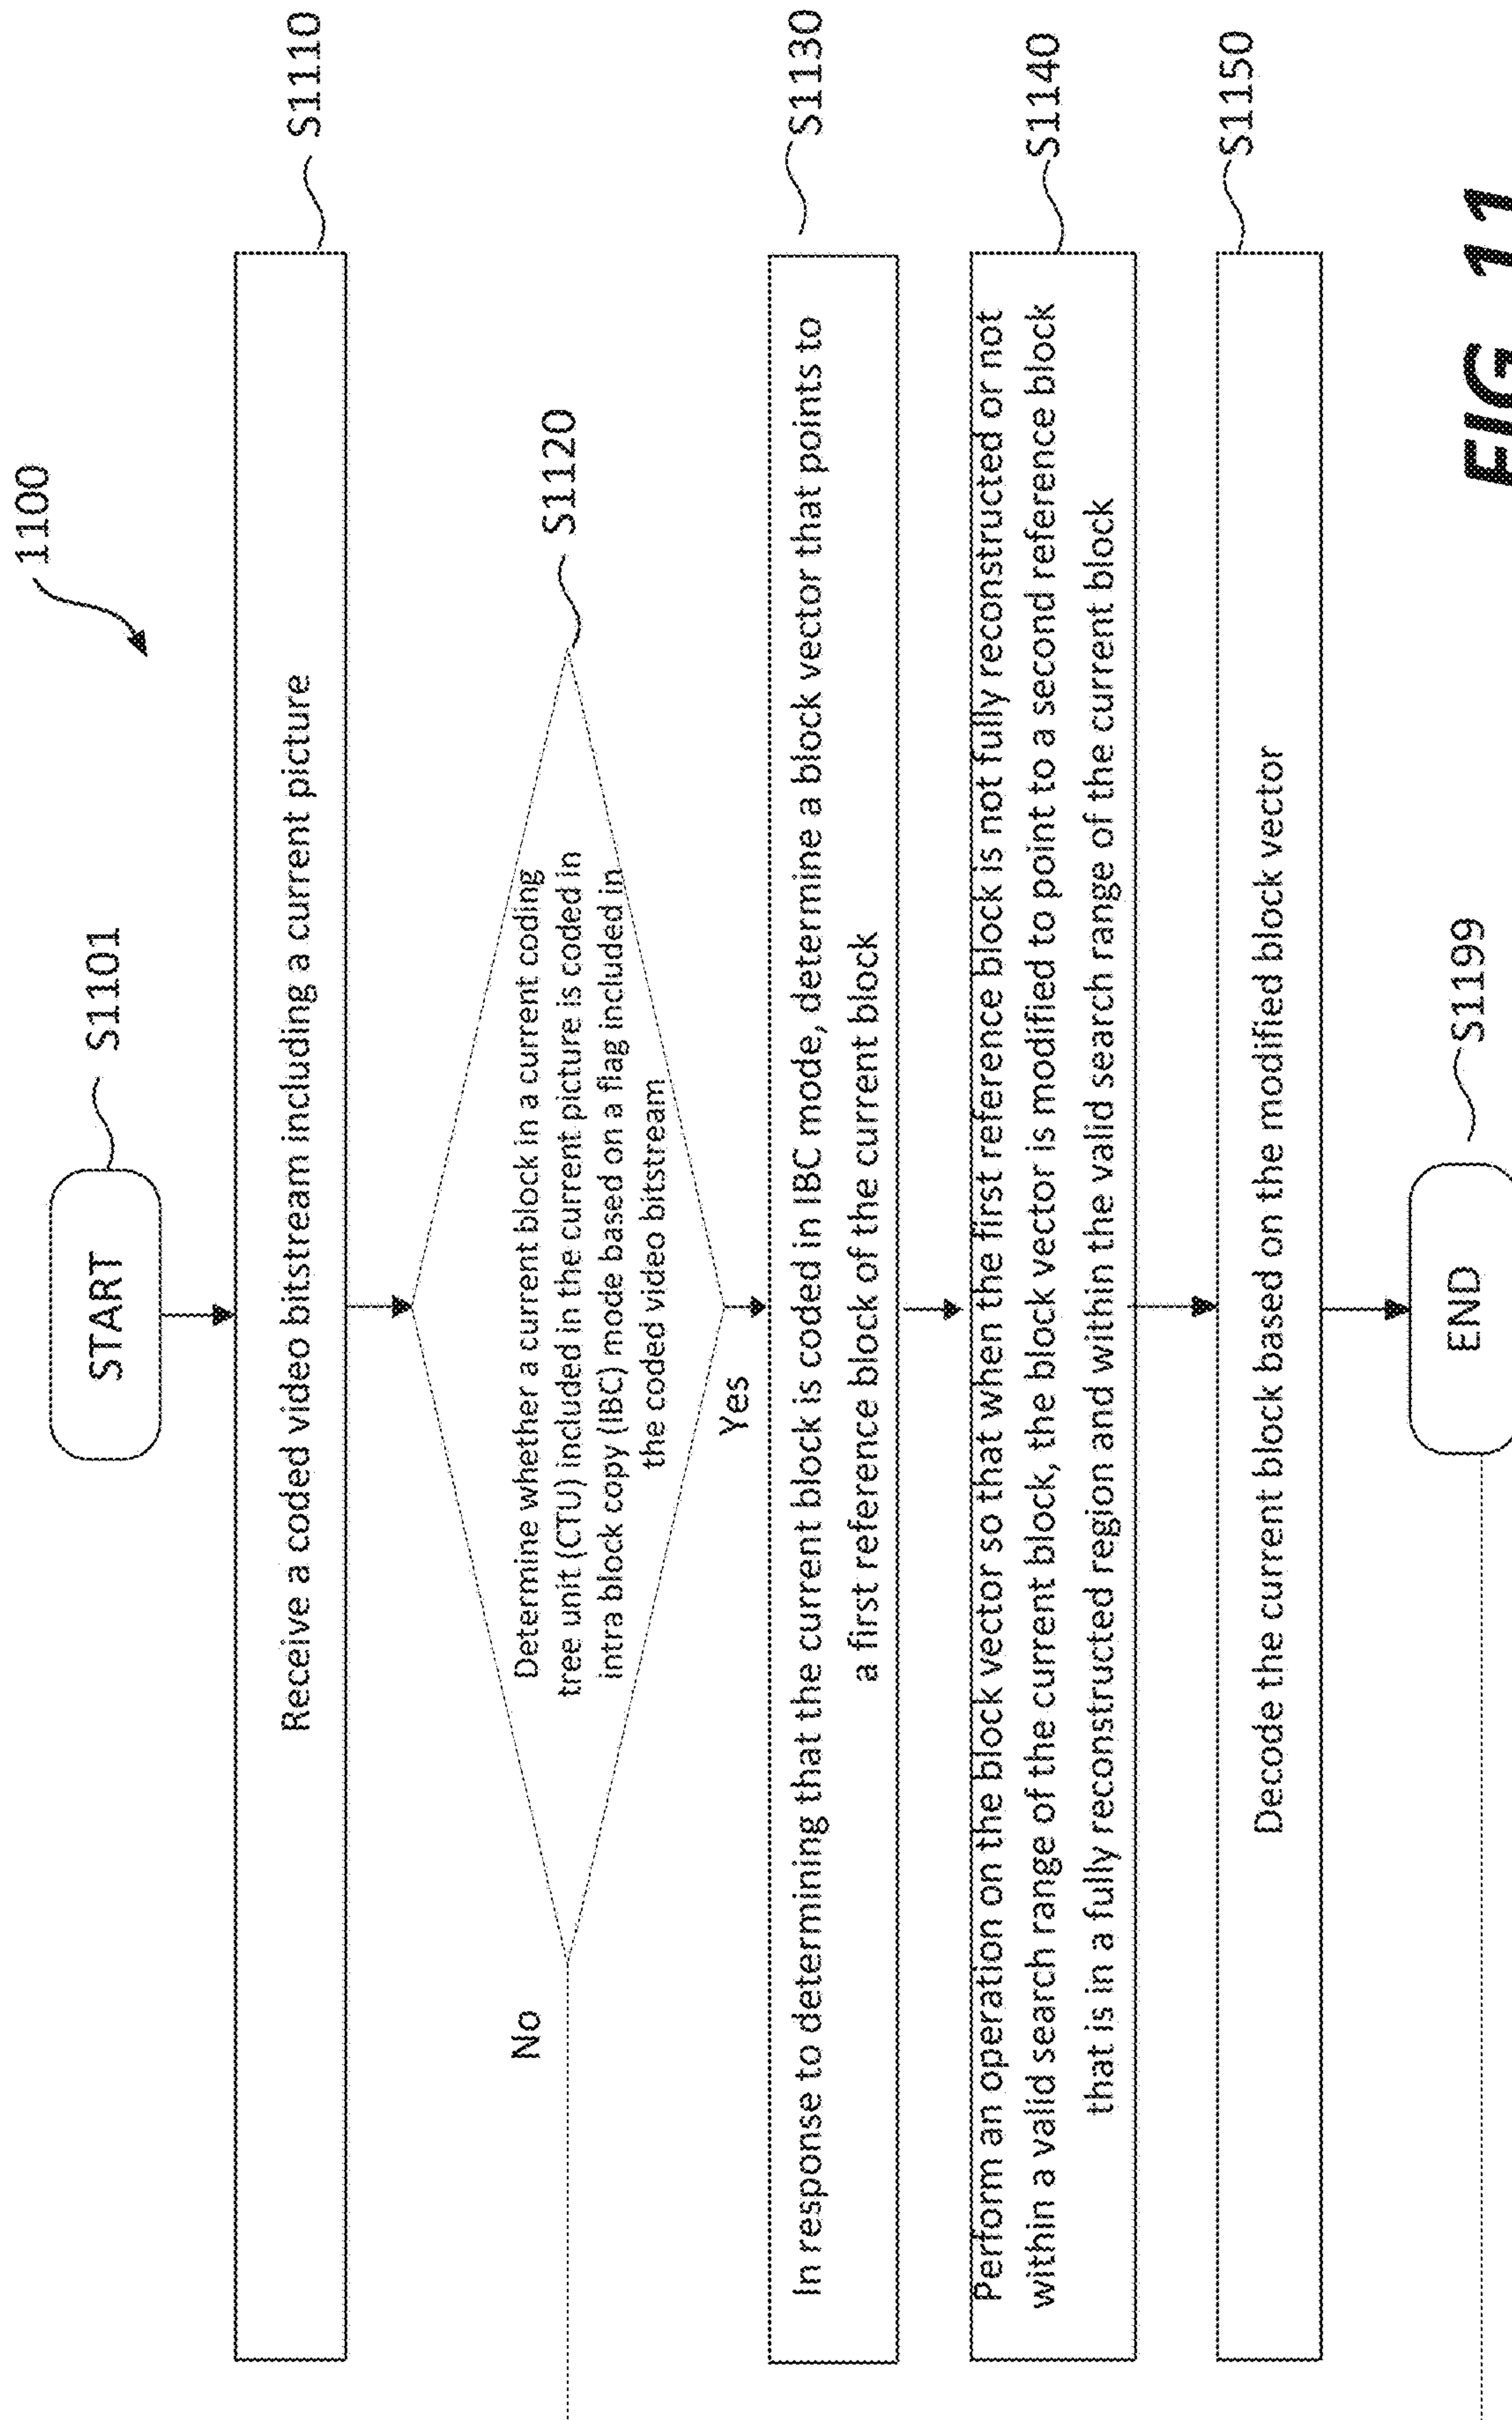 1100
START
S1101
Receive a coded video bitstream including a current picture
S1110
Determine whether a current block in a current coding
tree unit (CTU) included in the current picture is coded in
intra block copy (IBC) mode based on a flag included in
the coded video bitstream
S1120
No
Yes
In response to determining that the current block is coded in IBC mode, determine a block vector that points to
a first reference block of the current block
S1130
Perform an operation on the block vector so that when the first reference block is not fully reconstructed or not
within a valid search range of the current block, the block vector is modified to point to a second reference block
that is in a fully reconstructed region and within the valid search range of the current block
S1140
Decode the current block based on the modified block vector
S1150
END
S1199
FIG. 11